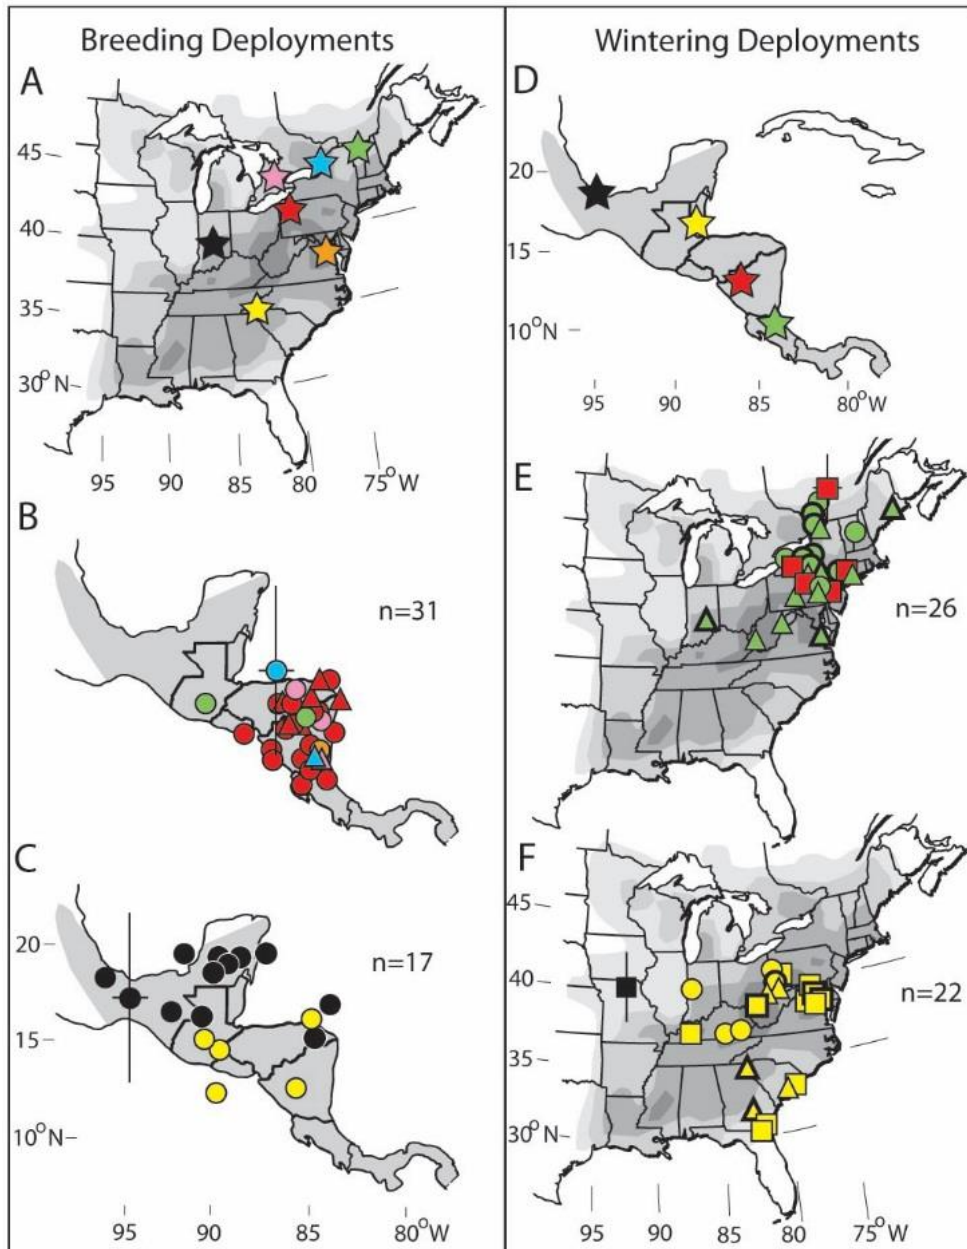 Breeding Deployments
A
45
40
35
30° N
95
90
85
80
75°W
B
n=31
C
20
n=17
15
10°N
95
90
85
80°W
Wintering Deployments
D
20
15
10°N
95
90
85
80°W
E
n=26
F
45
40
n=22
35
30°N
95
90
85
80
75°W